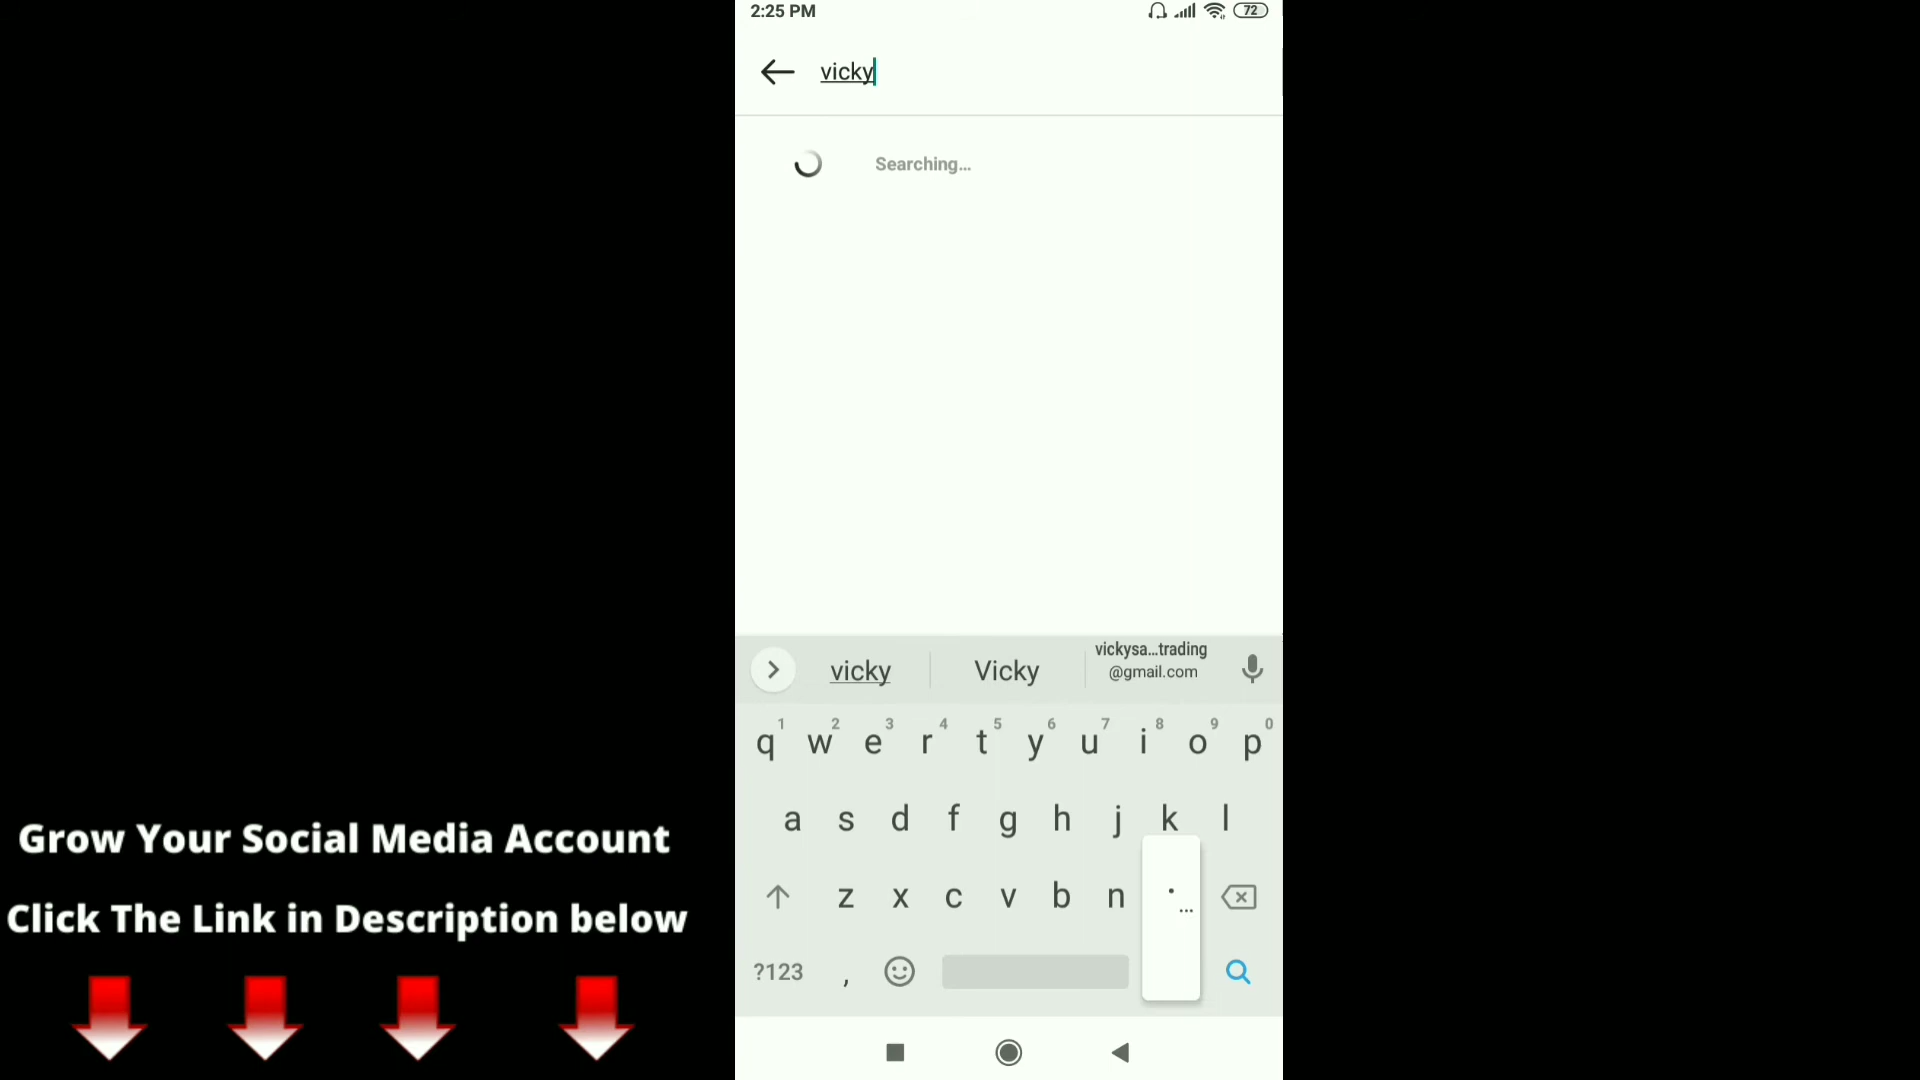 2:25 PM
72
vicky
Searching...
vicky Vicky vickysa...trading
@gmail.com
1 2 3 4 5 6 7 8 9 0
q w e r t y u i o p
a s d f g h j k l
z x c v b n . ...
?123 ,
Grow Your Social Media Account
Click The Link in Description below